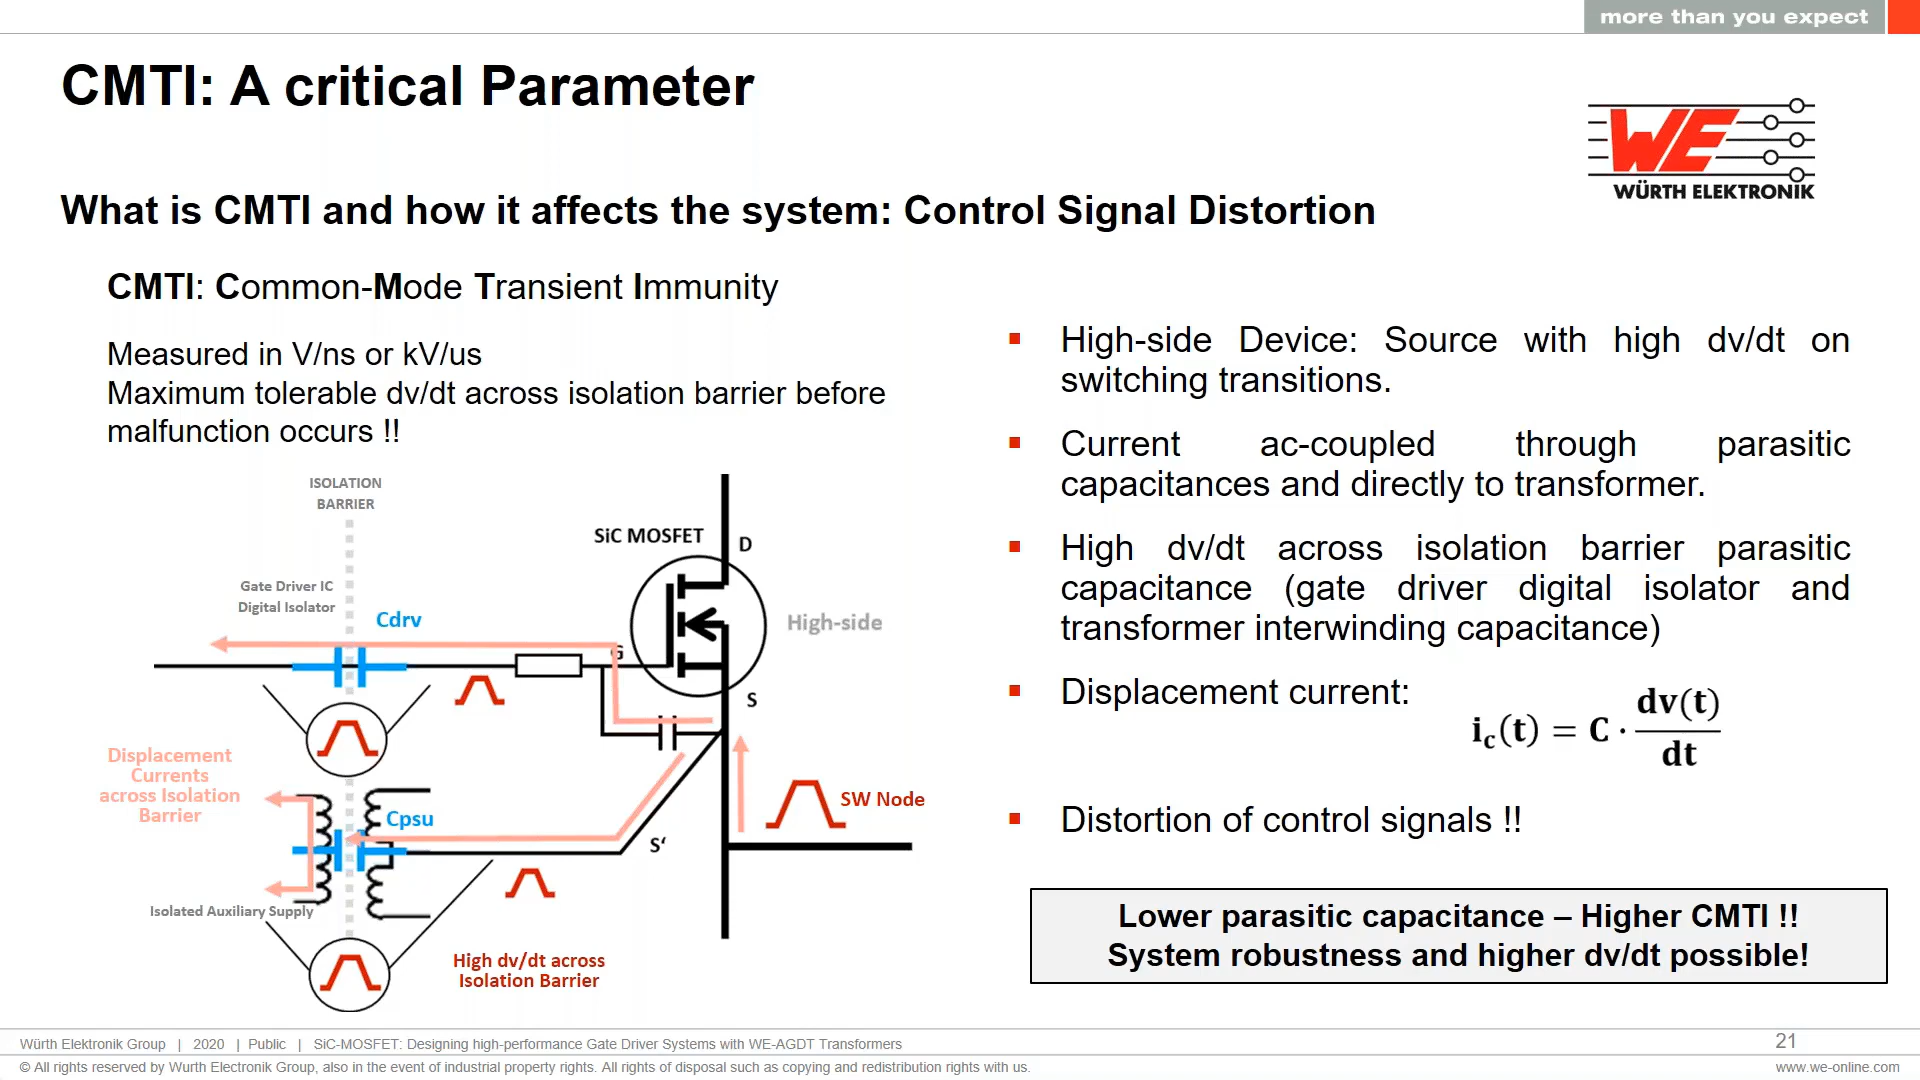 more than you expect
CMTI: A critical Parameter
WE
WÜRTH ELEKTRONIK
What is CMTI and how it affects the system: Control Signal Distortion
CMTI: Common-Mode Transient Immunity
Measured in V/ns or kV/us
Maximum tolerable dv/dt across isolation barrier before
malfunction occurs !!
ISOLATION
BARRIER
SiC MOSFET
D
Gate Driver IC
Digital Isolator
Cdrv
High-side
G
S
Displacement
Currents
across Isolation
Barrier
Cpsu
SW Node
S‘
Isolated Auxiliary Supply
High dv/dt across
Isolation Barrier
▪ High-side Device: Source with high dv/dt on
switching transitions.
▪ Current ac-coupled through parasitic
capacitances and directly to transformer.
▪ High dv/dt across isolation barrier parasitic
capacitance (gate driver digital isolator and
transformer interwinding capacitance)
▪ Displacement current:
i_c(t) = C · dv(t)/dt
▪ Distortion of control signals !!
Lower parasitic capacitance – Higher CMTI !!
System robustness and higher dv/dt possible!
Würth Elektronik Group | 2020 | Public | SiC-MOSFET: Designing high-performance Gate Driver Systems with WE-AGDT Transformers
21
© All rights reserved by Wurth Electronik Group, also in the event of industrial property rights. All rights of disposal such as copying and redistribution rights with us.
www.we-online.com